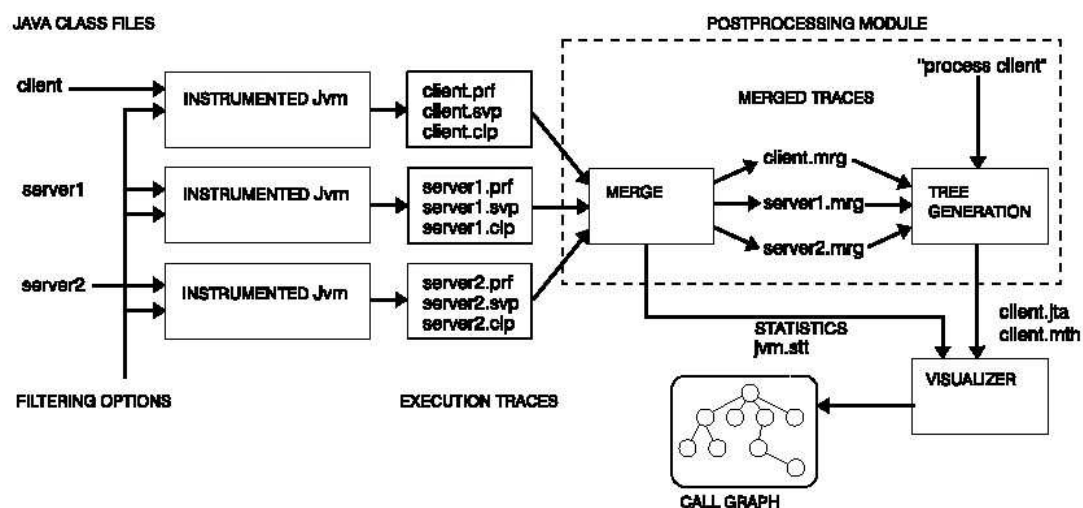 JAVA CLASS FILES
POSTPROCESSING MODULE
client
INSTRUMENTED Jvm
client.prf
client.svp
client.clp
"process client"
MERGED TRACES
server1
INSTRUMENTED Jvm
server1.prf
server1.svp
server1.clp
MERGE
client.mrg
server1.mrg
server2.mrg
TREE
GENERATION
server2
INSTRUMENTED Jvm
server2.prf
server2.svp
server2.clp
STATISTICS
jvm.stt
client.jta
client.mth
VISUALIZER
FILTERING OPTIONS
EXECUTION TRACES
CALL GRAPH